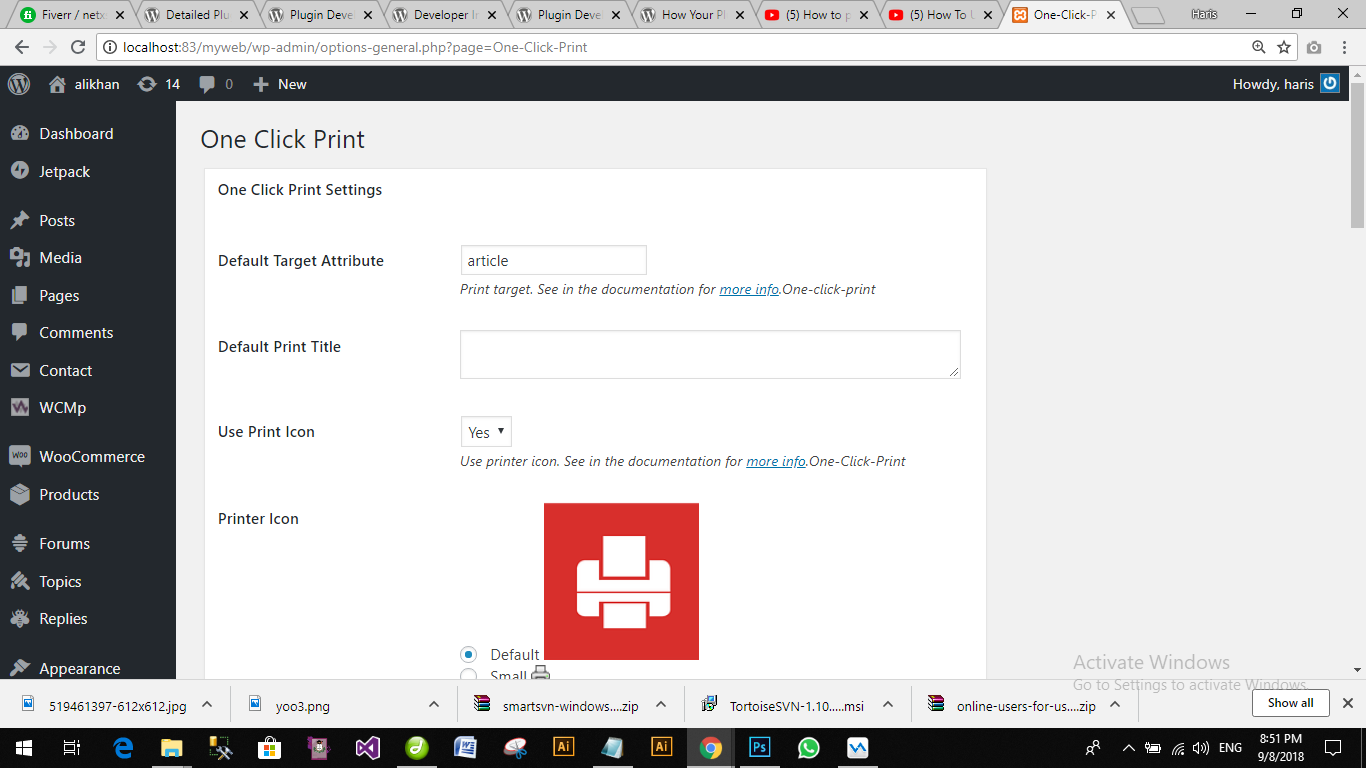 Fiverr / netx
Detailed Plu
Plugin Deve
Developer In
Plugin Deve
How Your Pl
(5) How to p
(5) How To U
One-Click-P
Haris
localhost:83/myweb/wp-admin/options-general.php?page=One-Click-Print
alikhan 14 0 New
Howdy, haris
Dashboard
Jetpack
Posts
Media
Pages
Comments
Contact
WCMp
WooCommerce
Products
Forums
Topics
Replies
Appearance
One Click Print
One Click Print Settings
Default Target Attribute article
Print target. See in the documentation for more info.One-click-print
Default Print Title
Use Print Icon Yes
Use printer icon. See in the documentation for more info.One-Click-Print
Printer Icon
Default
Small
Activate Windows
Go to Settings to activate Windows.
519461397-612x612.jpg
yoo3.png
smartsvn-windows....zip
TortoiseSVN-1.10.....msi
online-users-for-us....zip
Show all
W
Ai
Ai
Ps
ENG
8:51 PM
9/8/2018